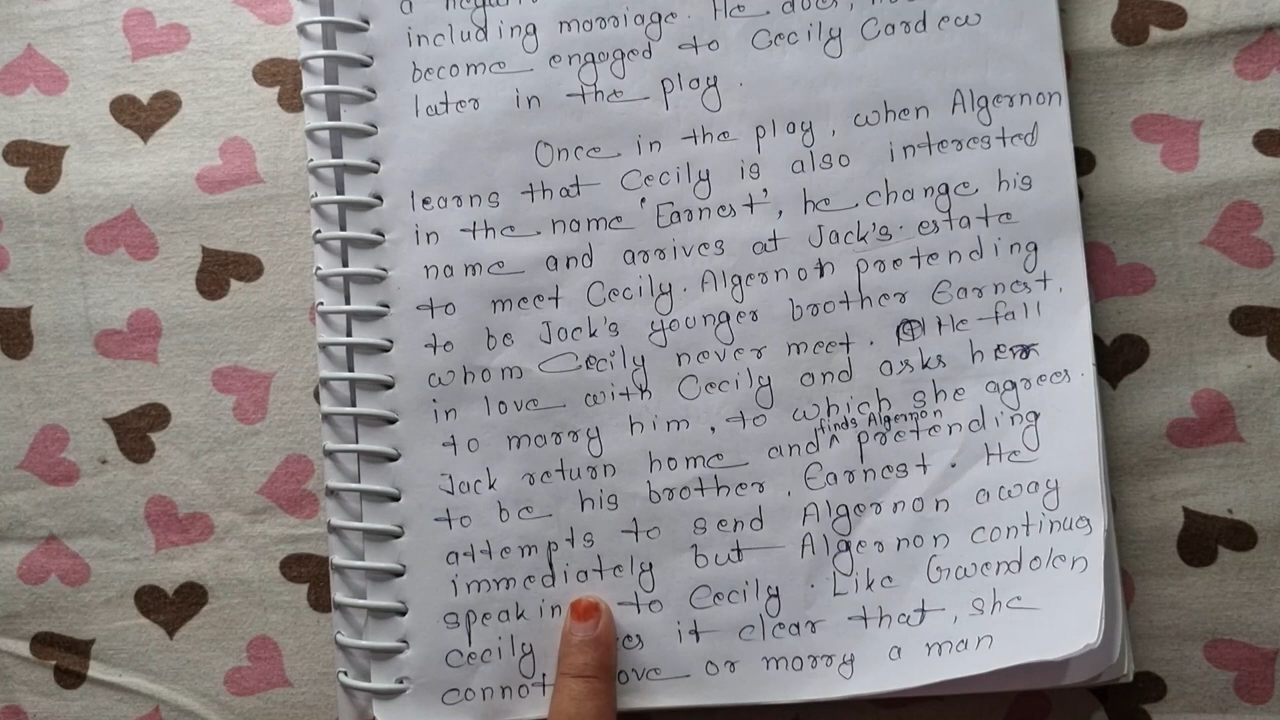 a
including marriage. He does,
become engaged to Cecily Cardew
later in the play.
Once in the play, when Algernon
learns that Cecily is also interested
in the name 'Earnest', he change his
name and arrives at Jack's estate
to meet Cecily. Algernon pretending
to be Jack's younger brother Earnest,
whom Cecily never meet. He fall
in love with Cecily and asks her
to marry him, to which she agrees.
Jack return home and finds Algernon pretending
to be his brother, Earnest. He
attempts to send Algernon away
immediately but Algernon continues
speakin to Cecily. Like Gwendolen
Cecily es it clear that, she
cannot ove or marry a man